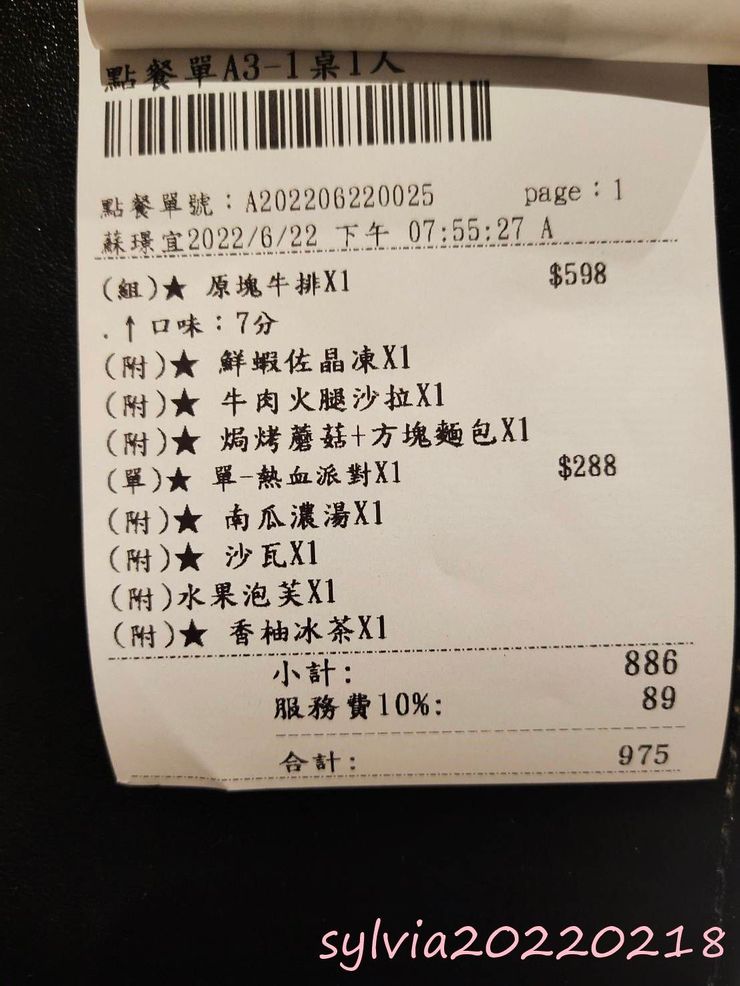 點餐單A3-1桌1人
點餐單號：A202206220025 page：1
蘇璟宜2022/6/22 下午 07:55:27 A
(組)★ 原塊牛排X1 $598
.↑口味：7分
(附)★ 鮮蝦佐晶凍X1
(附)★ 牛肉火腿沙拉X1
(附)★ 焗烤蘑菇+方塊麵包X1
(單)★ 單-熱血派對X1 $288
(附)★ 南瓜濃湯X1
(附)★ 沙瓦X1
(附)水果泡芙X1
(附)★ 香柚冰茶X1
小計: 886
服務費10%: 89
合計: 975
sylvia20220218